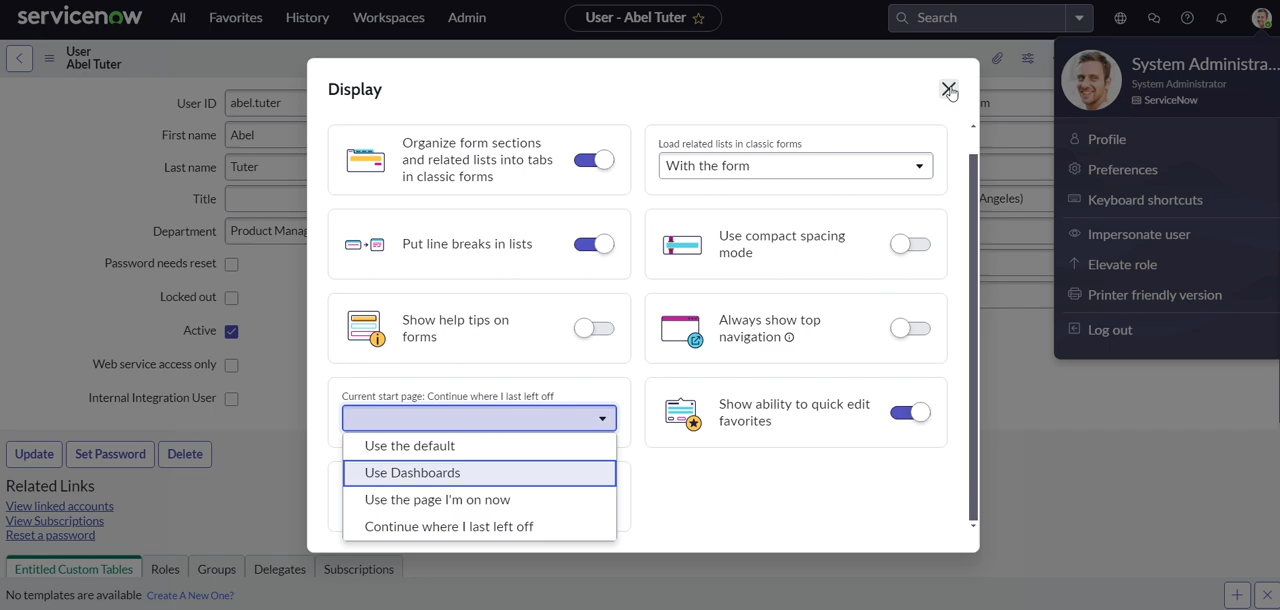 servicenow
All
Favorites
History
Workspaces
Admin
User - Abel Tuter
Search
User
Abel Tuter
User ID
abel.tuter
First name
Abel
Last name
Tuter
Title
Department
Product Manag
Password needs reset
Locked out
Active
Web service access only
Internal Integration User
Update
Set Password
Delete
Related Links
View linked accounts
View Subscriptions
Reset a password
Entitled Custom Tables
Roles
Groups
Delegates
Subscriptions
No templates are available
Create A New One?
Display
Organize form sections
and related lists into tabs
in classic forms
Load related lists in classic forms
With the form
Put line breaks in lists
Use compact spacing
mode
Show help tips on
forms
Always show top
navigation
Current start page: Continue where I last left off
Use the default
Use Dashboards
Use the page I'm on now
Continue where I last left off
Show ability to quick edit
favorites
m
Angeles)
System Administra...
System Administrator
ServiceNow
Profile
Preferences
Keyboard shortcuts
Impersonate user
Elevate role
Printer friendly version
Log out